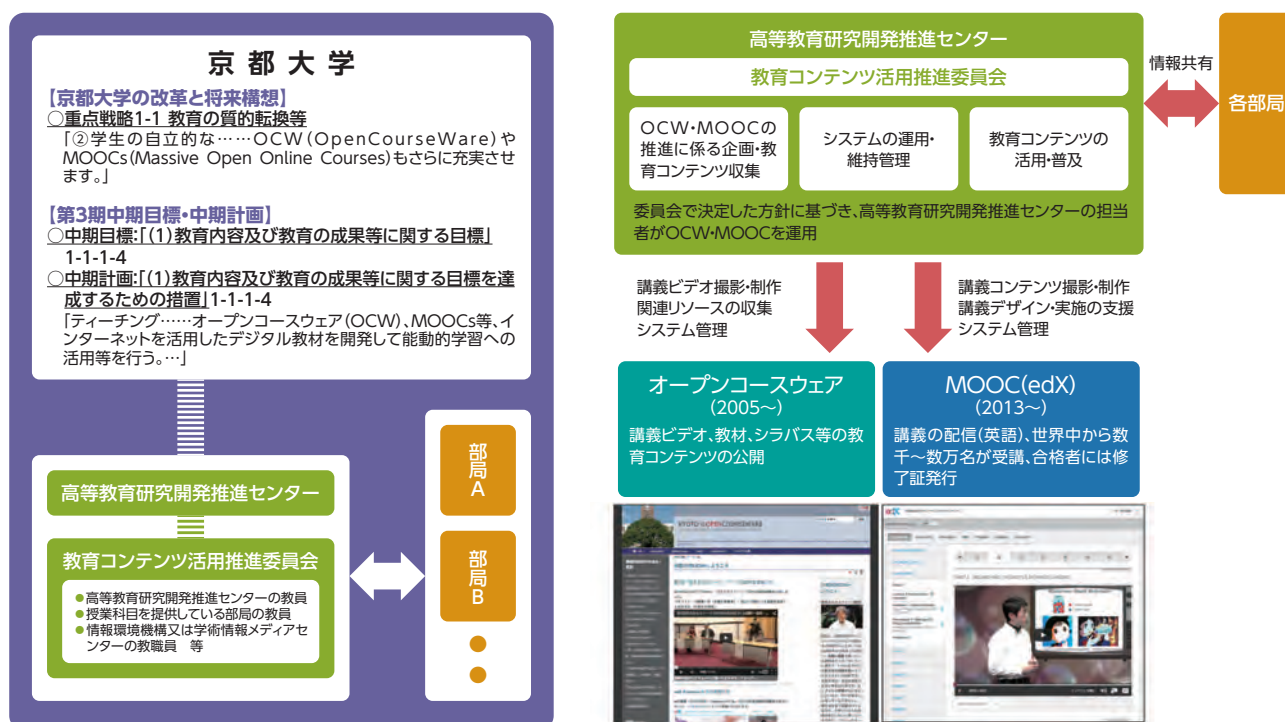 京都大学
【京都大学の改革と将来構想】
○重点戦略1-1 教育の質的転換等
「②学生の自立的な……OCW(OpenCourseWare)や
MOOCs(Massive Open Online Courses)もさらに充実させ
ます。」
【第3期中期目標・中期計画】
○中期目標:「(1)教育内容及び教育の成果等に関する目標」
1-1-1-4
○中期計画:「(1)教育内容及び教育の成果等に関する目標を達
成するための措置」1-1-1-4
「ティーチング……オープンコースウェア(OCW)、MOOCs等、イ
ンターネットを活用したデジタル教材を開発して能動的学習への
活用等を行う。…」
高等教育研究開発推進センター
教育コンテンツ活用推進委員会
●高等教育研究開発推進センターの教員
●授業科目を提供している部局の教員
●情報環境機構又は学術情報メディアセ
ンターの教職員 等
部局A
部局B
高等教育研究開発推進センター
教育コンテンツ活用推進委員会
OCW・MOOCの
推進に係る企画・教
育コンテンツ収集
システムの運用・
維持管理
教育コンテンツの
活用・普及
委員会で決定した方針に基づき、高等教育研究開発推進センターの担当
者がOCW・MOOCを運用
情報共有
各部局
講義ビデオ撮影・制作
関連リソースの収集
システム管理
講義コンテンツ撮影・制作
講義デザイン・実施の支援
システム管理
オープンコースウェア
(2005〜)
講義ビデオ、教材、シラバス等の教
育コンテンツの公開
MOOC(edX)
(2013〜)
講義の配信(英語)、世界中から数
千〜数万名が受講、合格者には修
了証発行